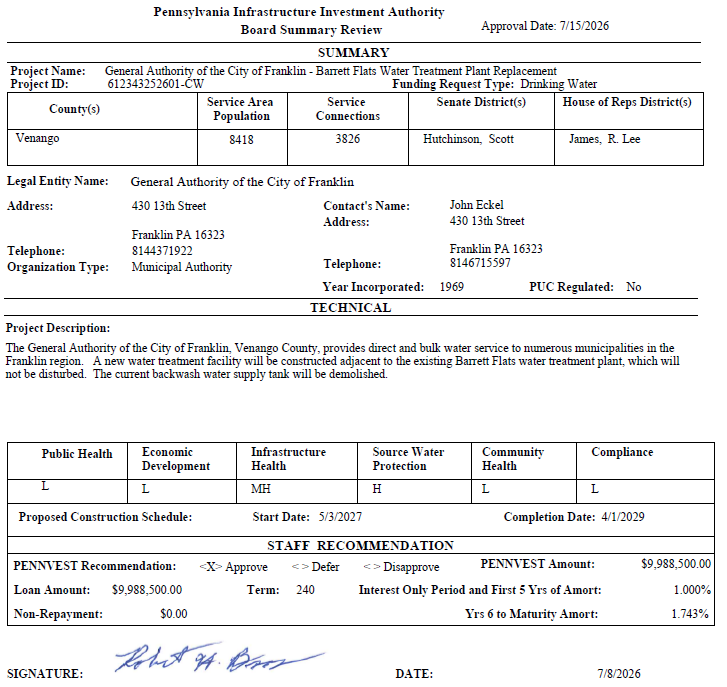 Pennsylvania Infrastructure Investment Authority
Board Summary Review
Approval Date: 7/15/2026
SUMMARY
Project Name: General Authority of the City of Franklin - Barrett Flats Water Treatment Plant Replacement
Project ID: 612343252601-CW Funding Request Type: Drinking Water
County(s) Service Area Population Service Connections Senate District(s) House of Reps District(s)
Venango 8418 3826 Hutchinson, Scott James, R. Lee
Legal Entity Name: General Authority of the City of Franklin
Address: 430 13th Street Contact's Name: John Eckel
Address: 430 13th Street
Franklin PA 16323 Franklin PA 16323
Telephone: 8144371922 Telephone: 8146715597
Organization Type: Municipal Authority
Year Incorporated: 1969 PUC Regulated: No
TECHNICAL
Project Description:
The General Authority of the City of Franklin, Venango County, provides direct and bulk water service to numerous municipalities in the
Franklin region. A new water treatment facility will be constructed adjacent to the existing Barrett Flats water treatment plant, which will
not be disturbed. The current backwash water supply tank will be demolished.
Public Health Economic Development Infrastructure Health Source Water Protection Community Health Compliance
L L MH H L L
Proposed Construction Schedule: Start Date: 5/3/2027 Completion Date: 4/1/2029
STAFF RECOMMENDATION
PENNVEST Recommendation: <X> Approve < > Defer < > Disapprove PENNVEST Amount: $9,988,500.00
Loan Amount: $9,988,500.00 Term: 240 Interest Only Period and First 5 Yrs of Amort: 1.000%
Non-Repayment: $0.00 Yrs 6 to Maturity Amort: 1.743%
SIGNATURE: DATE: 7/8/2026